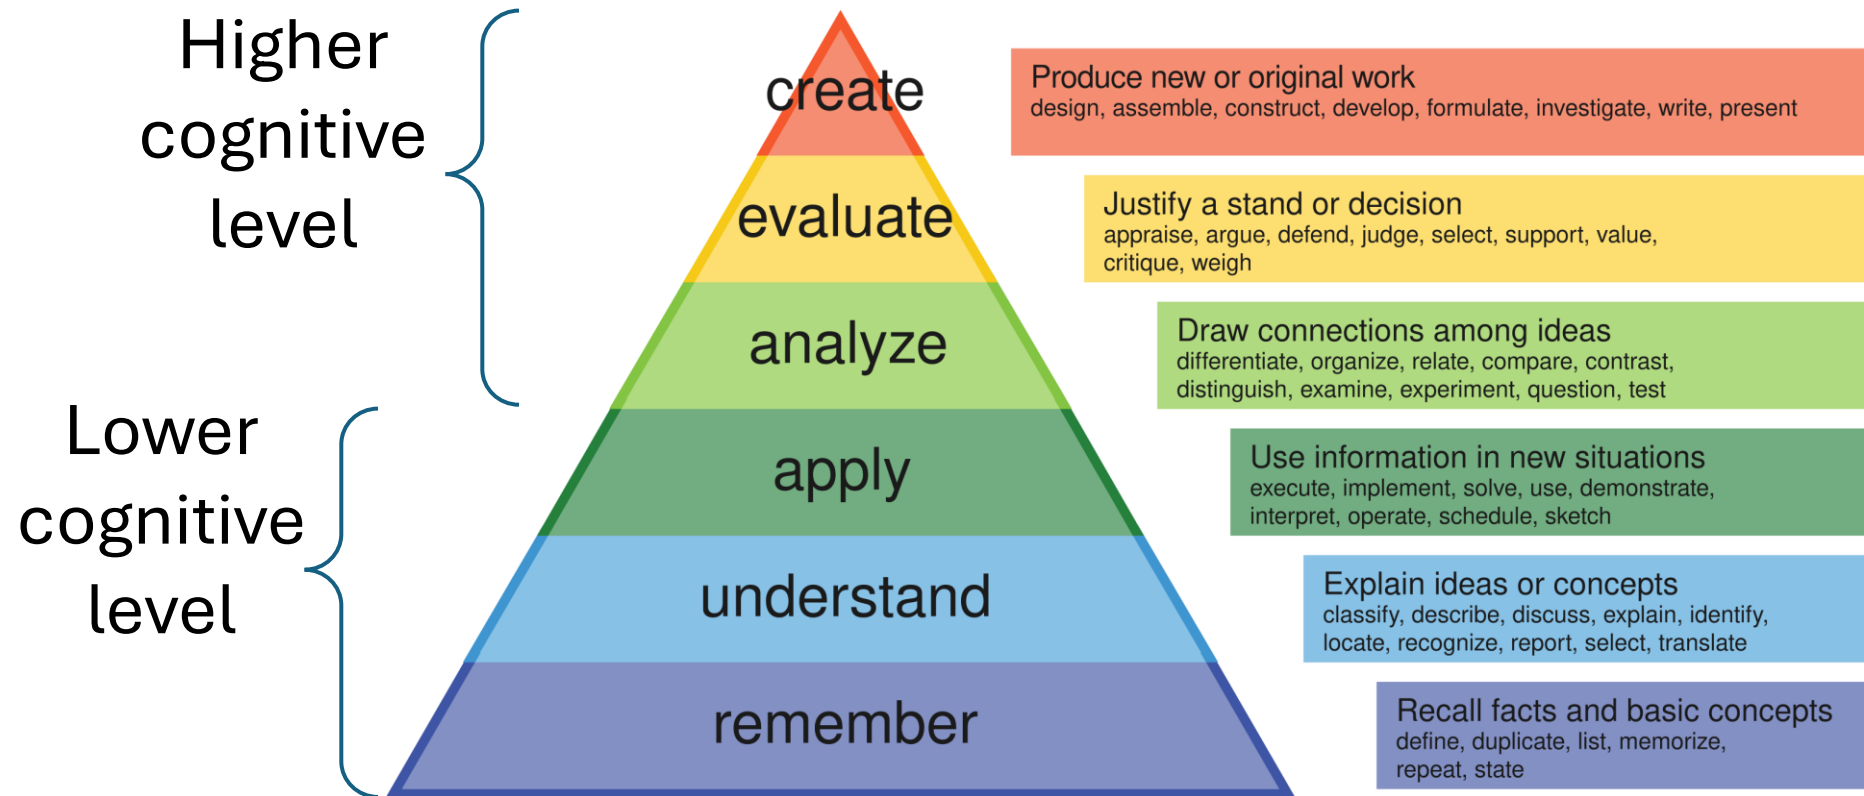 Higher
cognitive
level
Lower
cognitive
level
create
Produce new or original work
design, assemble, construct, develop, formulate, investigate, write, present
evaluate
Justify a stand or decision
appraise, argue, defend, judge, select, support, value,
critique, weigh
analyze
Draw connections among ideas
differentiate, organize, relate, compare, contrast,
distinguish, examine, experiment, question, test
apply
Use information in new situations
execute, implement, solve, use, demonstrate,
interpret, operate, schedule, sketch
understand
Explain ideas or concepts
classify, describe, discuss, explain, identify,
locate, recognize, report, select, translate
remember
Recall facts and basic concepts
define, duplicate, list, memorize,
repeat, state